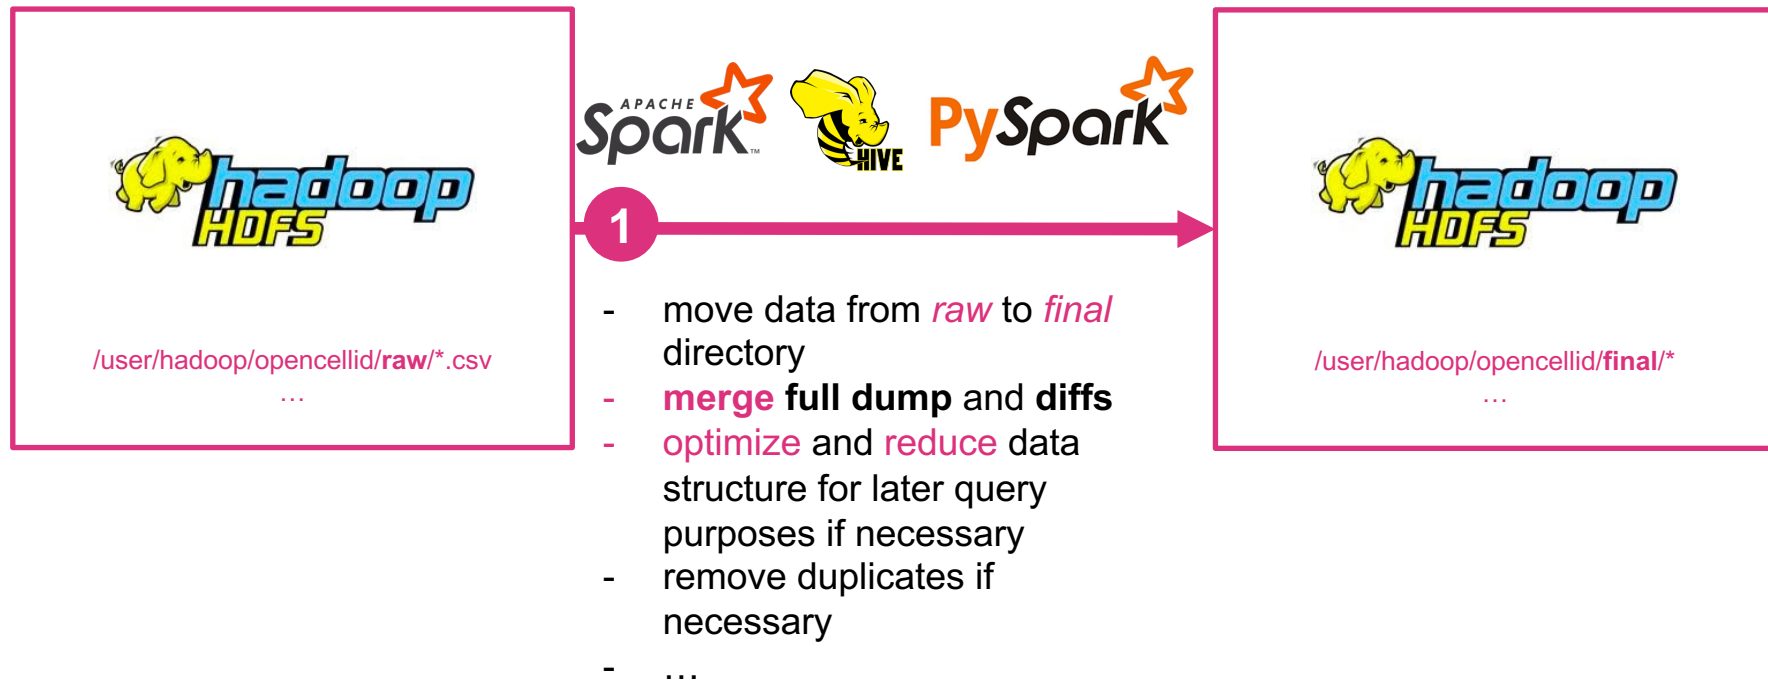 hadoop
HDFS
/user/hadoop/opencellid/raw/*.csv
…
APACHE
Spark™
HIVE
PySpark
1
- move data from raw to final
directory
- merge full dump and diffs
- optimize and reduce data
structure for later query
purposes if necessary
- remove duplicates if
necessary
- …
hadoop
HDFS
/user/hadoop/opencellid/final/*
…